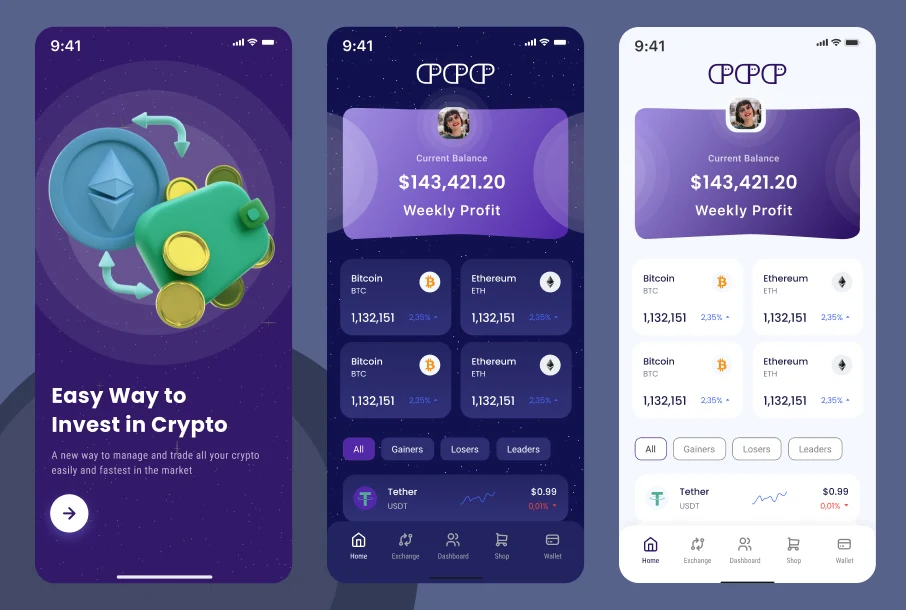 9:41
Easy Way to
Invest in Crypto
A new way to manage and trade all your crypto
easily and fastest in the market
9:41
Current Balance
$143,421.20
Weekly Profit
Bitcoin
BTC
1,132,151 2,35%
Ethereum
ETH
1,132,151 2,35%
Bitcoin
BTC
1,132,151 2,35%
Ethereum
ETH
1,132,151 2,35%
All Gainers Losers Leaders
Tether $0.99
USDT 0,01%
Home Exchange Dashboard Shop Wallet
9:41
Current Balance
$143,421.20
Weekly Profit
Bitcoin
BTC
1,132,151 2,35%
Ethereum
ETH
1,132,151 2,35%
Bitcoin
BTC
1,132,151 2,35%
Ethereum
ETH
1,132,151 2,35%
All Gainers Losers Leaders
Tether $0.99
USDT 0,01%
Home Exchange Dashboard Shop Wallet